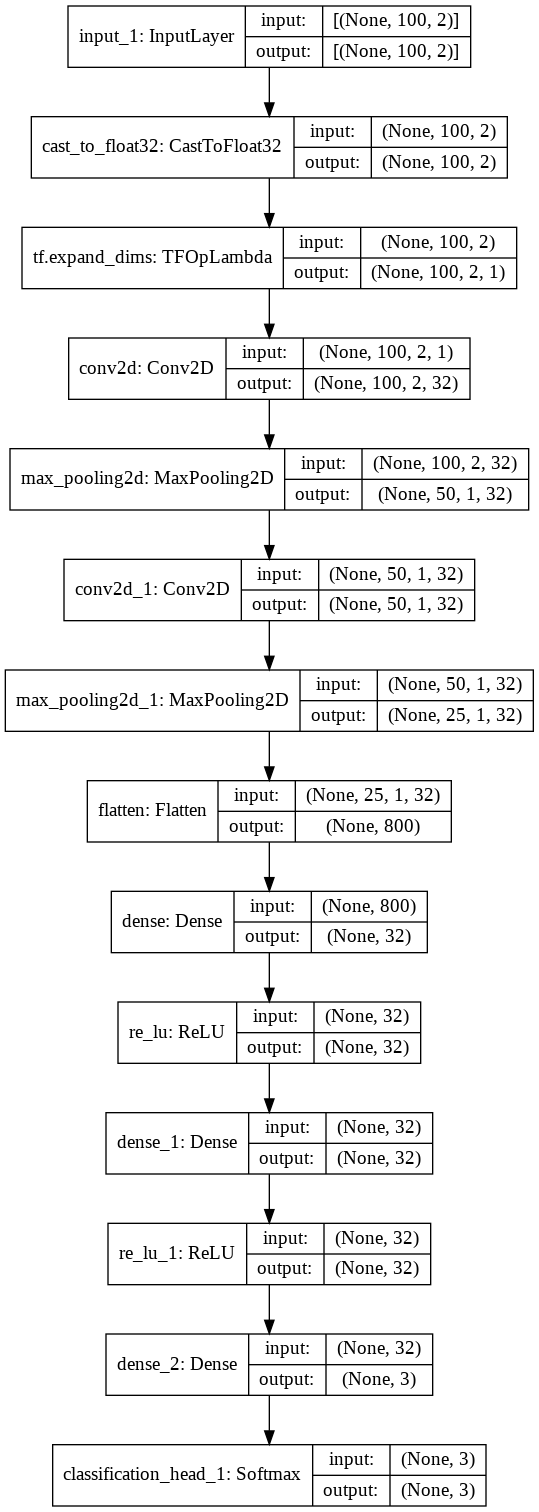 input_1: InputLayer
input: [(None, 100, 2)]
output: [(None, 100, 2)]
cast_to_float32: CastToFloat32
input: (None, 100, 2)
output: (None, 100, 2)
tf.expand_dims: TFOpLambda
input: (None, 100, 2)
output: (None, 100, 2, 1)
conv2d: Conv2D
input: (None, 100, 2, 1)
output: (None, 100, 2, 32)
max_pooling2d: MaxPooling2D
input: (None, 100, 2, 32)
output: (None, 50, 1, 32)
conv2d_1: Conv2D
input: (None, 50, 1, 32)
output: (None, 50, 1, 32)
max_pooling2d_1: MaxPooling2D
input: (None, 50, 1, 32)
output: (None, 25, 1, 32)
flatten: Flatten
input: (None, 25, 1, 32)
output: (None, 800)
dense: Dense
input: (None, 800)
output: (None, 32)
re_lu: ReLU
input: (None, 32)
output: (None, 32)
dense_1: Dense
input: (None, 32)
output: (None, 32)
re_lu_1: ReLU
input: (None, 32)
output: (None, 32)
dense_2: Dense
input: (None, 32)
output: (None, 3)
classification_head_1: Softmax
input: (None, 3)
output: (None, 3)